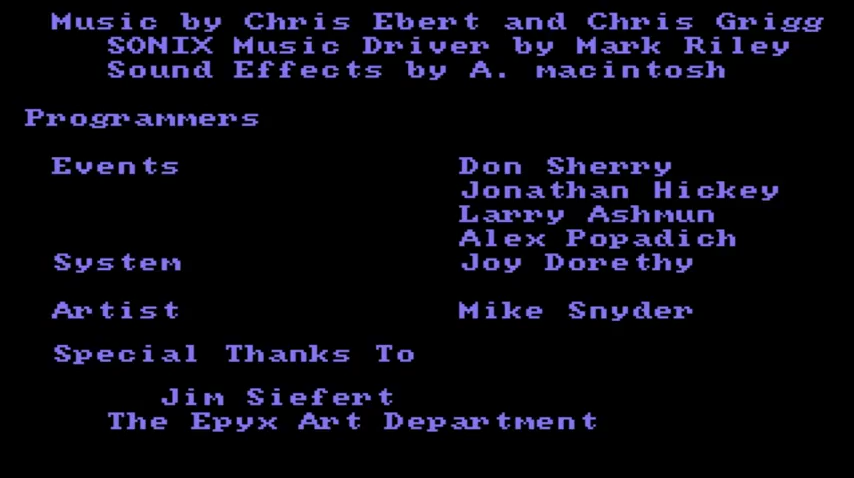 Music by Chris Ebert and Chris Grigg
SONIX Music Driver by Mark Riley
Sound Effects by A. macintosh
Programmers
Events Don Sherry
Jonathan Hickey
Larry Ashmun
Alex Popadich
System Joy Dorethy
Artist Mike Snyder
Special Thanks To
Jim Siefert
The Epyx Art Department